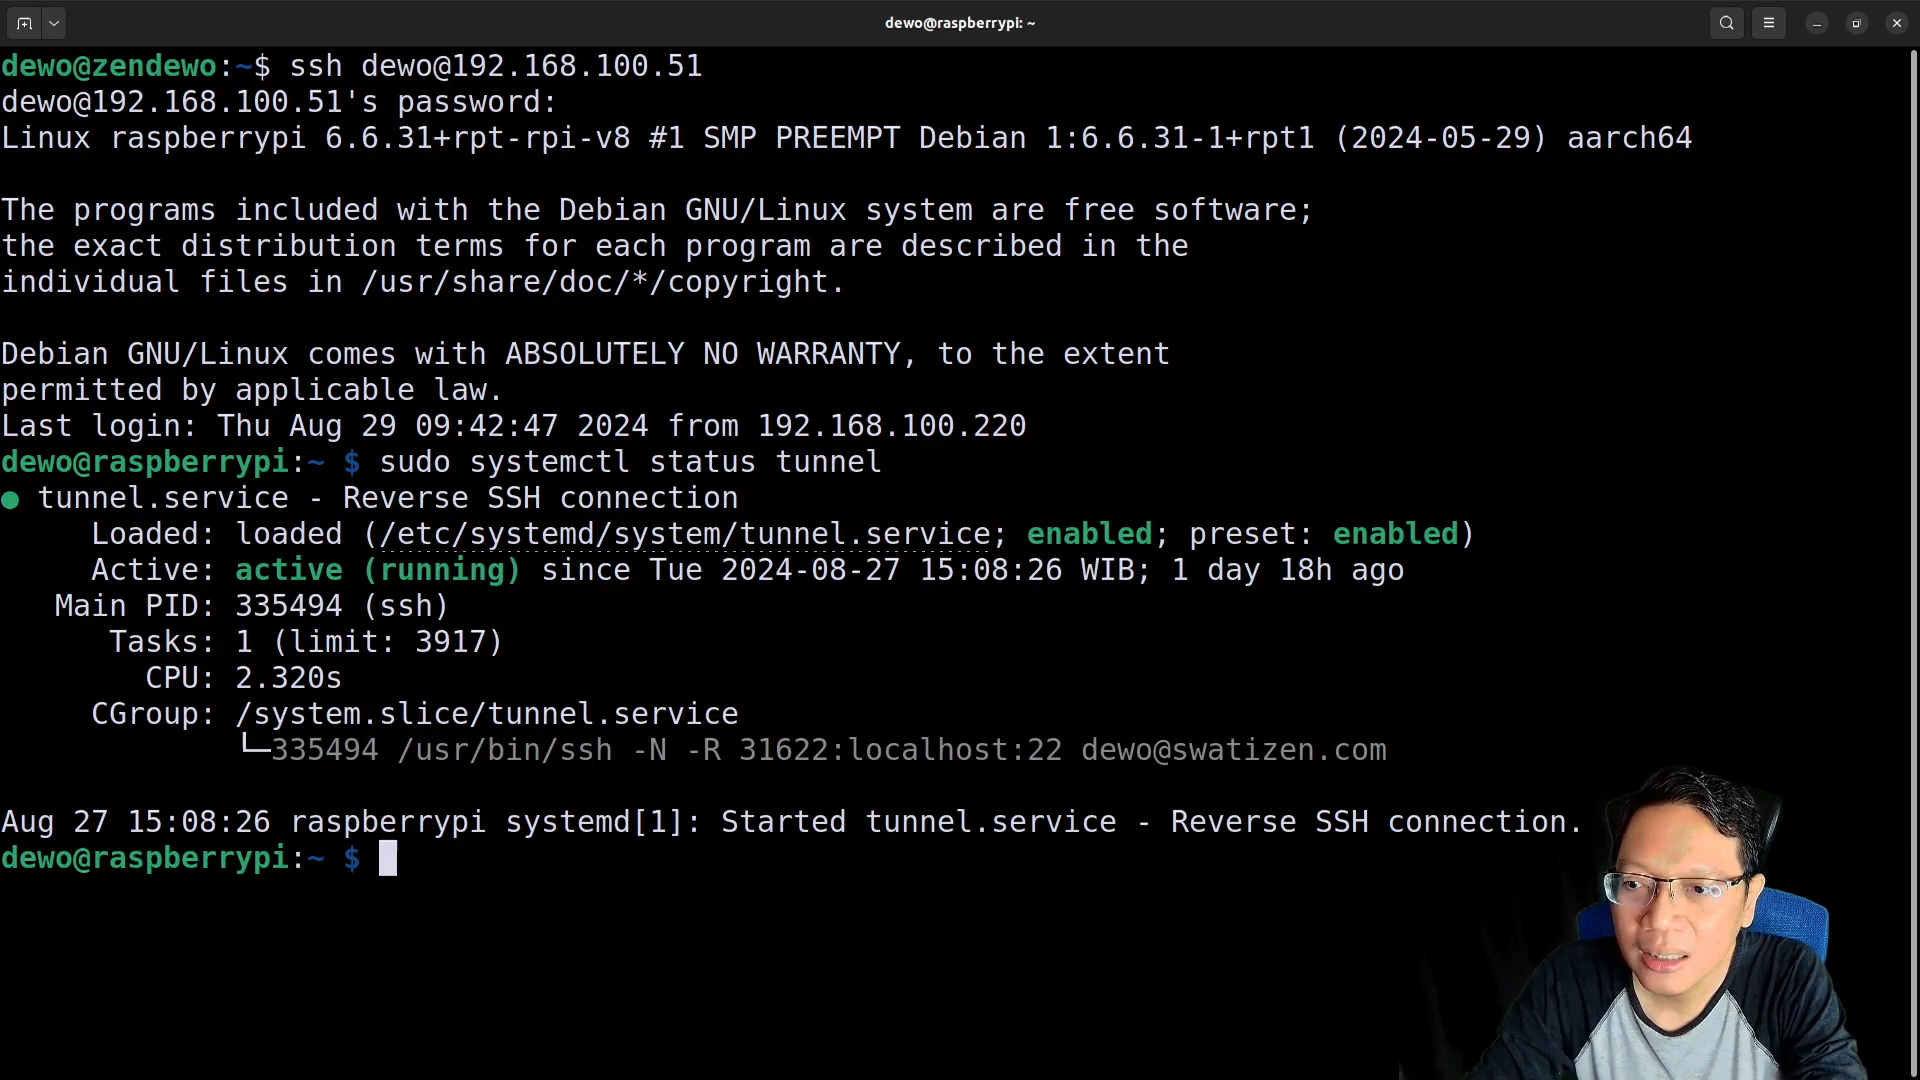 dewo@raspberrypi: ~
dewo@zendewo:~$ ssh dewo@192.168.100.51
dewo@192.168.100.51's password:
Linux raspberrypi 6.6.31+rpt-rpi-v8 #1 SMP PREEMPT Debian 1:6.6.31-1+rpt1 (2024-05-29) aarch64
The programs included with the Debian GNU/Linux system are free software;
the exact distribution terms for each program are described in the
individual files in /usr/share/doc/*/copyright.
Debian GNU/Linux comes with ABSOLUTELY NO WARRANTY, to the extent
permitted by applicable law.
Last login: Thu Aug 29 09:42:47 2024 from 192.168.100.220
dewo@raspberrypi:~ $ sudo systemctl status tunnel
● tunnel.service - Reverse SSH connection
Loaded: loaded (/etc/systemd/system/tunnel.service; enabled; preset: enabled)
Active: active (running) since Tue 2024-08-27 15:08:26 WIB; 1 day 18h ago
Main PID: 335494 (ssh)
Tasks: 1 (limit: 3917)
CPU: 2.320s
CGroup: /system.slice/tunnel.service
└─335494 /usr/bin/ssh -N -R 31622:localhost:22 dewo@swatizen.com
Aug 27 15:08:26 raspberrypi systemd[1]: Started tunnel.service - Reverse SSH connection.
dewo@raspberrypi:~ $